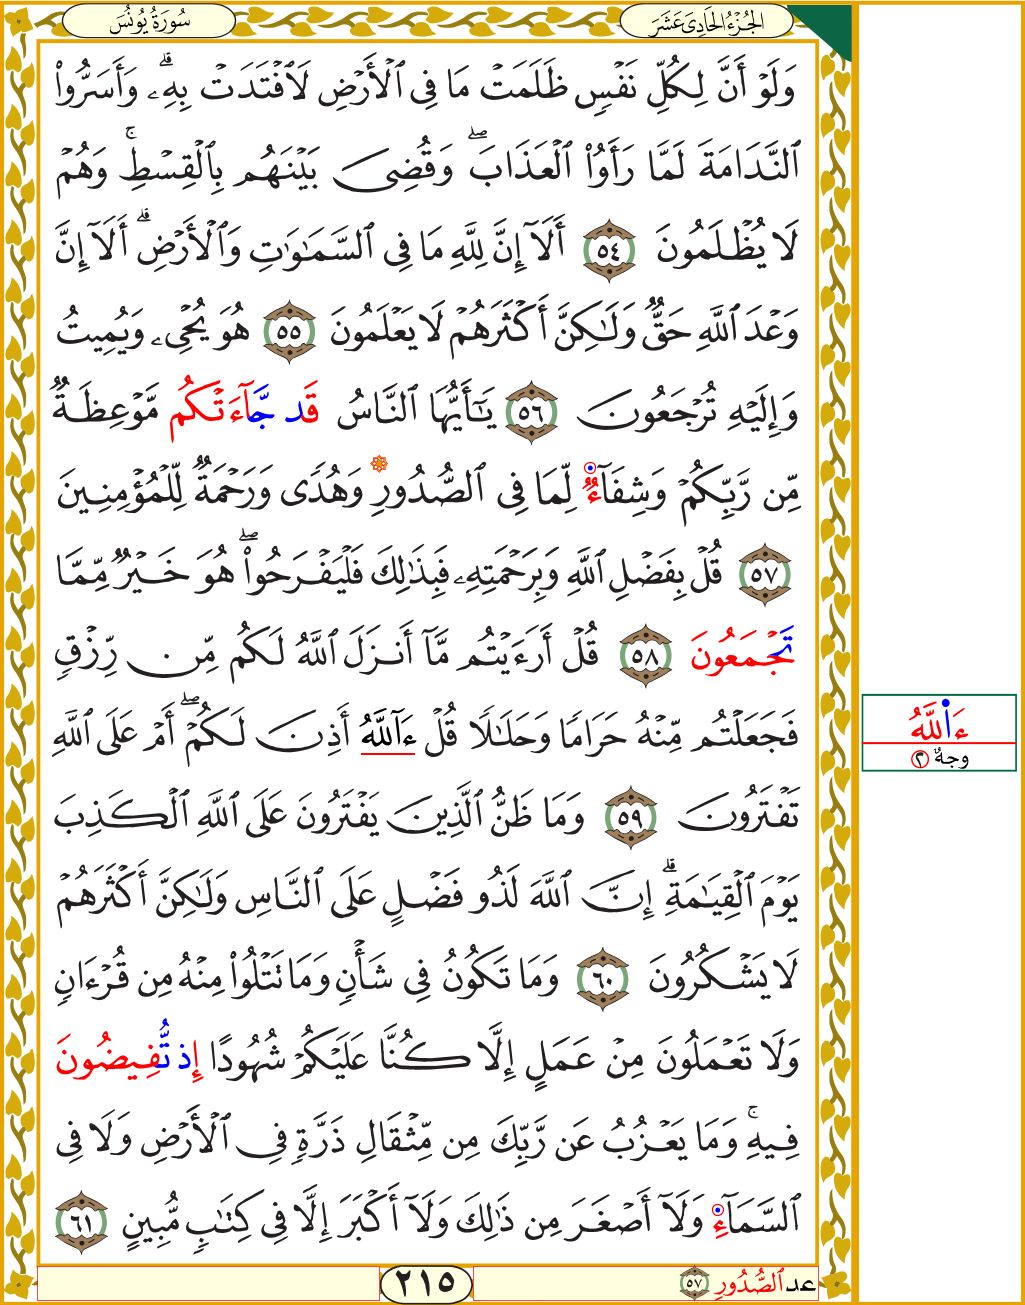 الجُزْءُ الحَادِى عَشَرَ
سُورَةُ يُونُسَ
وَلَوْ أَنَّ لِكُلِّ نَفْسٍ ظَلَمَتْ مَا فِى ٱلْأَرْضِ لَٱفْتَدَتْ بِهِۦۗ وَأَسَرُّوا۟
ٱلنَّدَامَةَ لَمَّا رَأَوُا۟ ٱلْعَذَابَۖ وَقُضِىَ بَيْنَهُم بِٱلْقِسْطِۚ وَهُمْ
لَا يُظْلَمُونَ ٥٤ أَلَآ إِنَّ لِلَّهِ مَا فِى ٱلسَّمَـٰوَٰتِ وَٱلْأَرْضِۗ أَلَآ إِنَّ
وَعْدَ ٱللَّهِ حَقٌّ وَلَـٰكِنَّ أَكْثَرَهُمْ لَا يَعْلَمُونَ ٥٥ هُوَ يُحْىِۦ وَيُمِيتُ
وَإِلَيْهِ تُرْجَعُونَ ٥٦ يَـٰٓأَيُّهَا ٱلنَّاسُ قَد جَّآءَتْكُم مَّوْعِظَةٌ
مِّن رَّبِّكُمْ وَشِفَآءٌ لِّمَا فِى ٱلصُّدُورِ وَهُدًى وَرَحْمَةٌ لِّلْمُؤْمِنِينَ
٥٧ قُلْ بِفَضْلِ ٱللَّهِ وَبِرَحْمَتِهِۦ فَبِذَٰلِكَ فَلْيَفْرَحُوا۟ۖ هُوَ خَيْرٌ مِّمَّا
تَجْمَعُونَ ٥٨ قُلْ أَرَءَيْتُم مَّآ أَنزَلَ ٱللَّهُ لَكُم مِّن رِّزْقٍ
فَجَعَلْتُم مِّنْهُ حَرَامًا وَحَلَـٰلًا قُلْ ءَآللَّهُ أَذِنَ لَكُمْۖ أَمْ عَلَى ٱللَّهِ
ءَا۬للَّهُ
وجهٌ ٢
تَفْتَرُونَ ٥٩ وَمَا ظَنُّ ٱلَّذِينَ يَفْتَرُونَ عَلَى ٱللَّهِ ٱلْكَذِبَ
يَوْمَ ٱلْقِيَـٰمَةِۗ إِنَّ ٱللَّهَ لَذُو فَضْلٍ عَلَى ٱلنَّاسِ وَلَـٰكِنَّ أَكْثَرَهُمْ
لَا يَشْكُرُونَ ٦٠ وَمَا تَكُونُ فِى شَأْنٍ وَمَا تَتْلُوا۟ مِنْهُ مِن قُرْءَانٍ
وَلَا تَعْمَلُونَ مِنْ عَمَلٍ إِلَّا كُنَّا عَلَيْكُمْ شُهُودًا إِذ تُّفِيضُونَ
فِيهِۚ وَمَا يَعْزُبُ عَن رَّبِّكَ مِن مِّثْقَالِ ذَرَّةٍ فِى ٱلْأَرْضِ وَلَا فِى
ٱلسَّمَآءِ وَلَآ أَصْغَرَ مِن ذَٰلِكَ وَلَآ أَكْبَرَ إِلَّا فِى كِتَـٰبٍ مُّبِينٍ ٦١
عد ٱلصُّدُورِ ٥٧
٢١٥